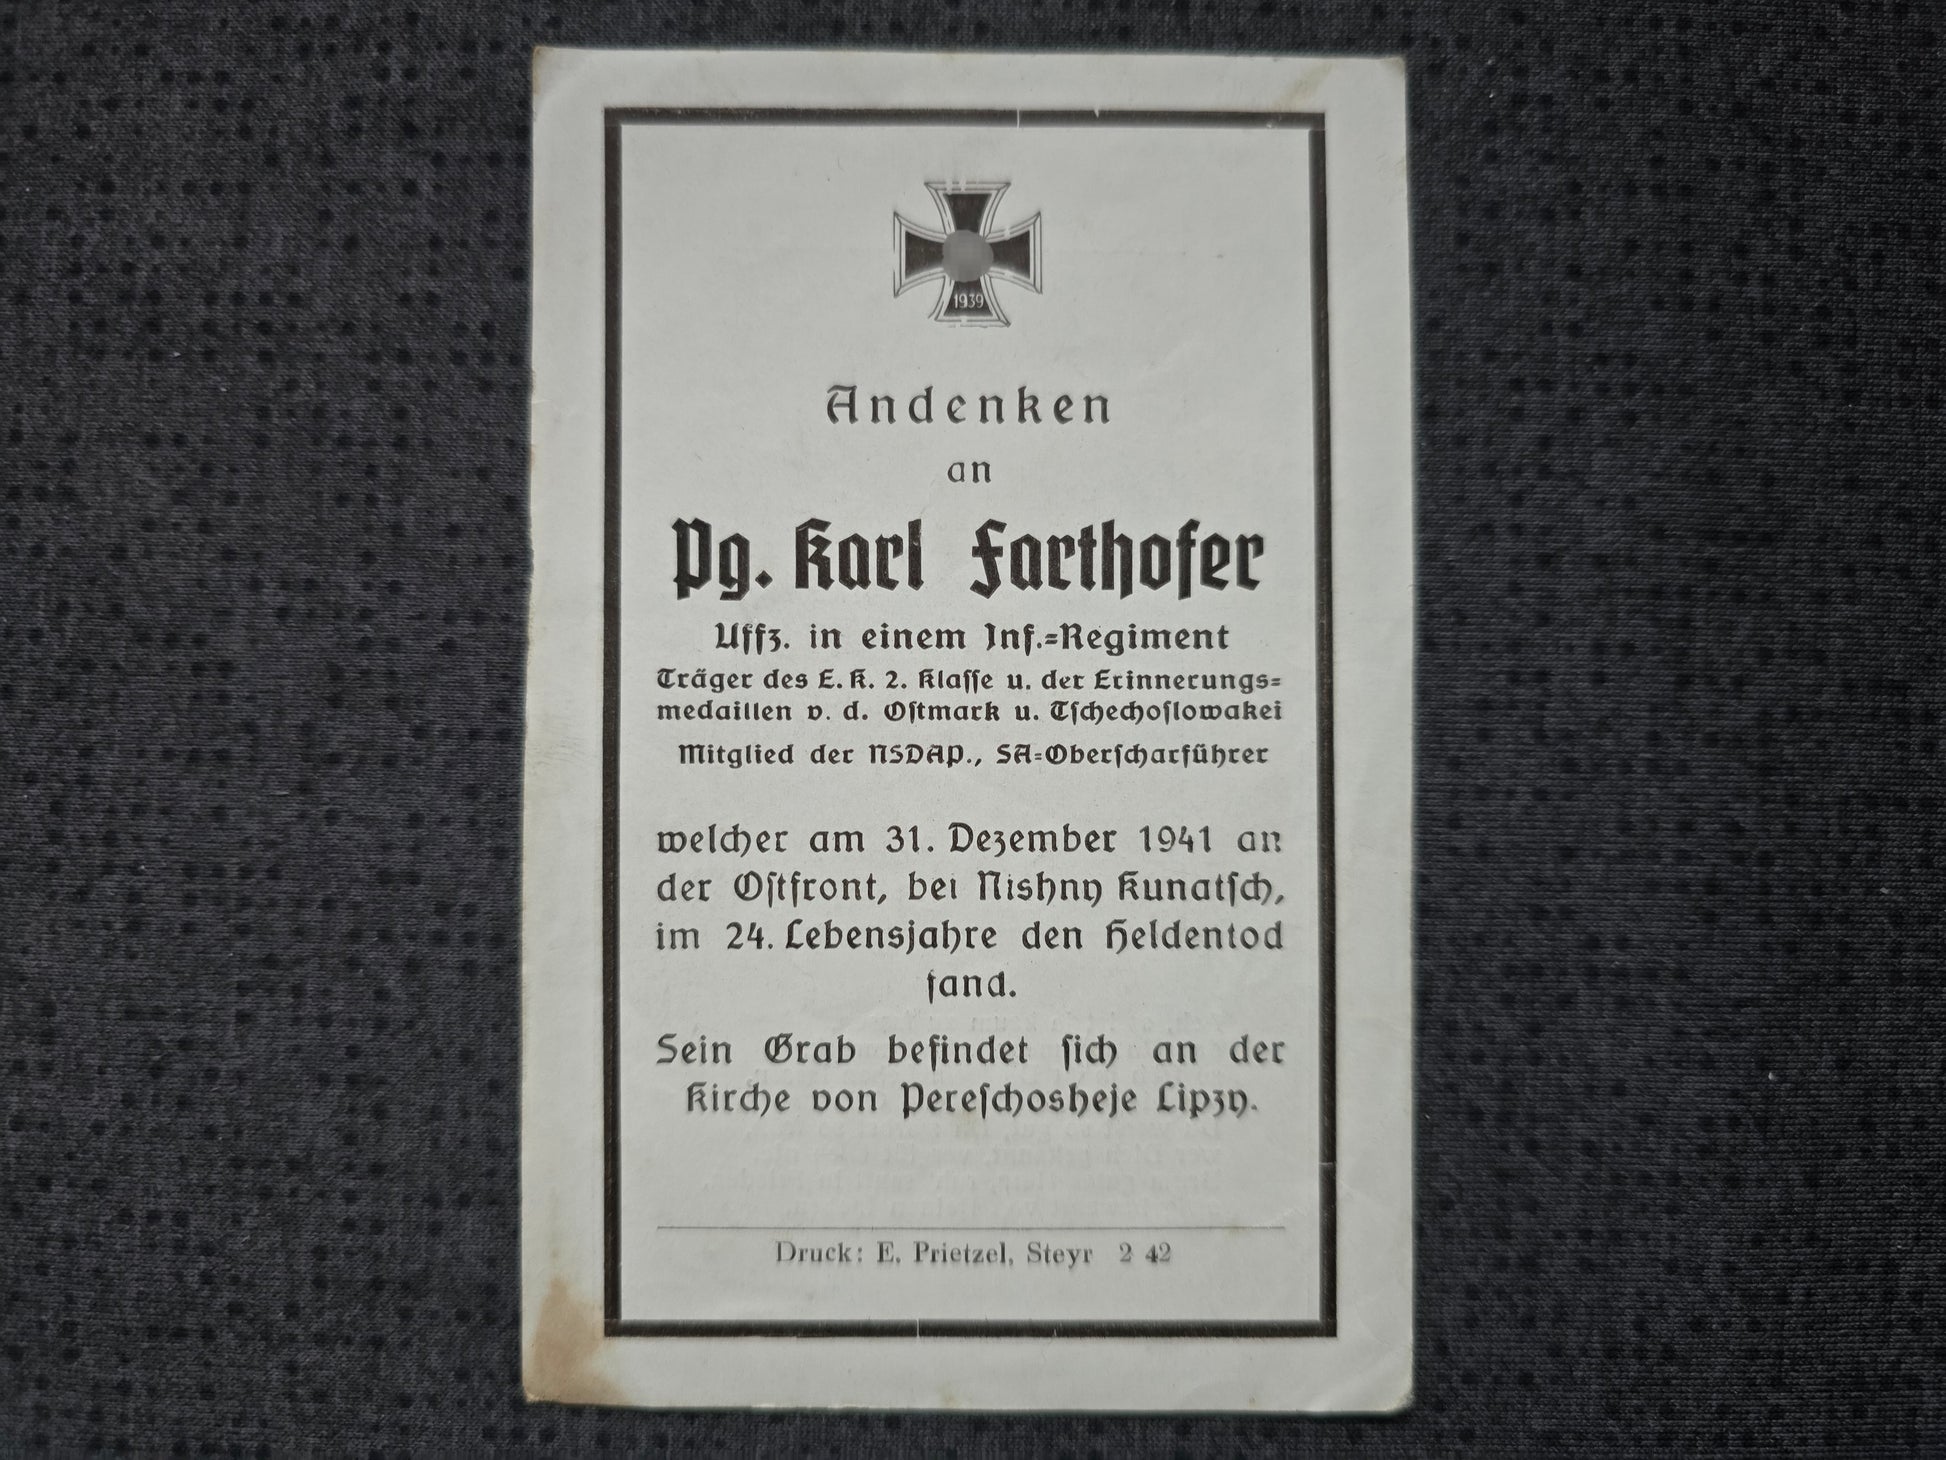 1939
Andenken
an
Pg. Karl Farthofer
Uffz. in einem Inf.=Regiment
Träger des E. K. 2. Klasse u. der Erinnerungs=
medaillen v. d. Ostmark u. Tschechoslowakei
Mitglied der NSDAP., SA=Oberscharführer
welcher am 31. Dezember 1941 an
der Ostfront, bei Nishny Kunatsch,
im 24. Lebensjahre den Heldentod
fand.
Sein Grab befindet sich an der
Kirche von Pereschosheje Lipzy.
Druck: E. Prietzel, Steyr 2 42